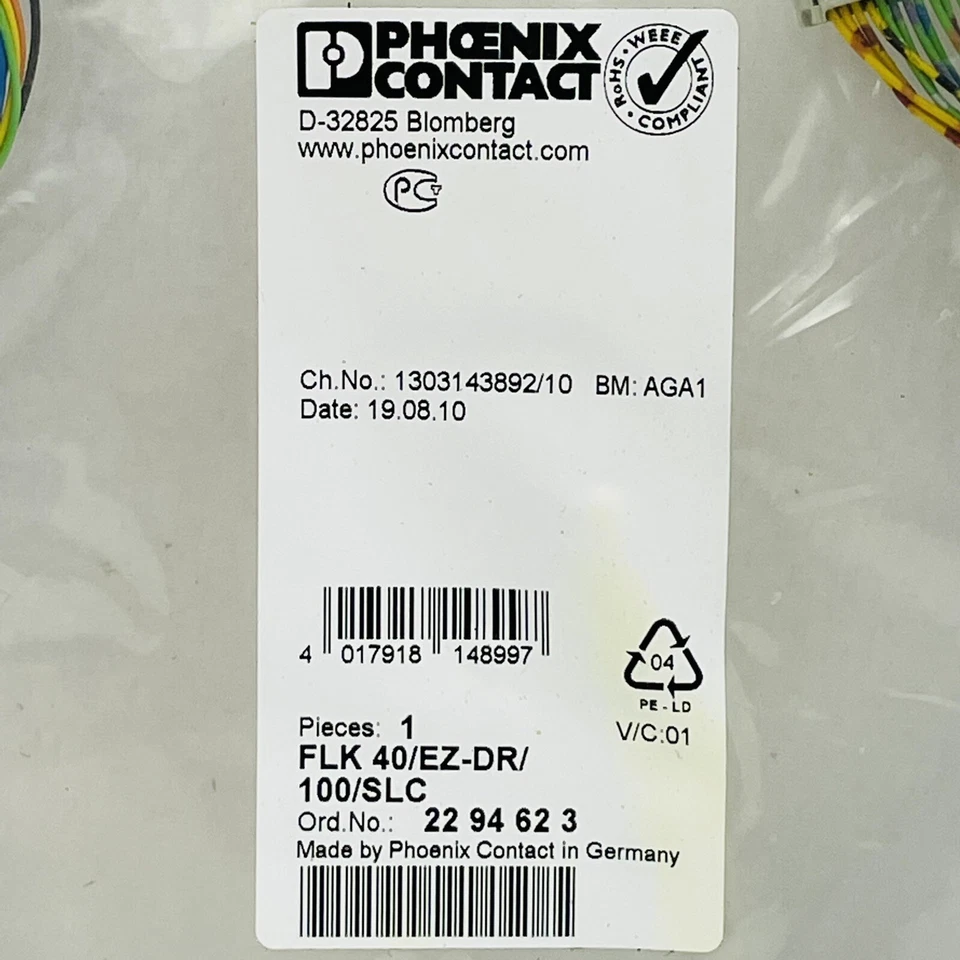 PHŒNIX
CONTACT
WEEE
RoHS • COMPLIANT
D-32825 Blomberg
www.phoenixcontact.com
PCT
Ch.No.: 1303143892/10 BM: AGA1
Date: 19.08.10
4 017918 148997
04
PE-LD
V/C:01
Pieces: 1
FLK 40/EZ-DR/
100/SLC
Ord.No.: 22 94 62 3
Made by Phoenix Contact in Germany